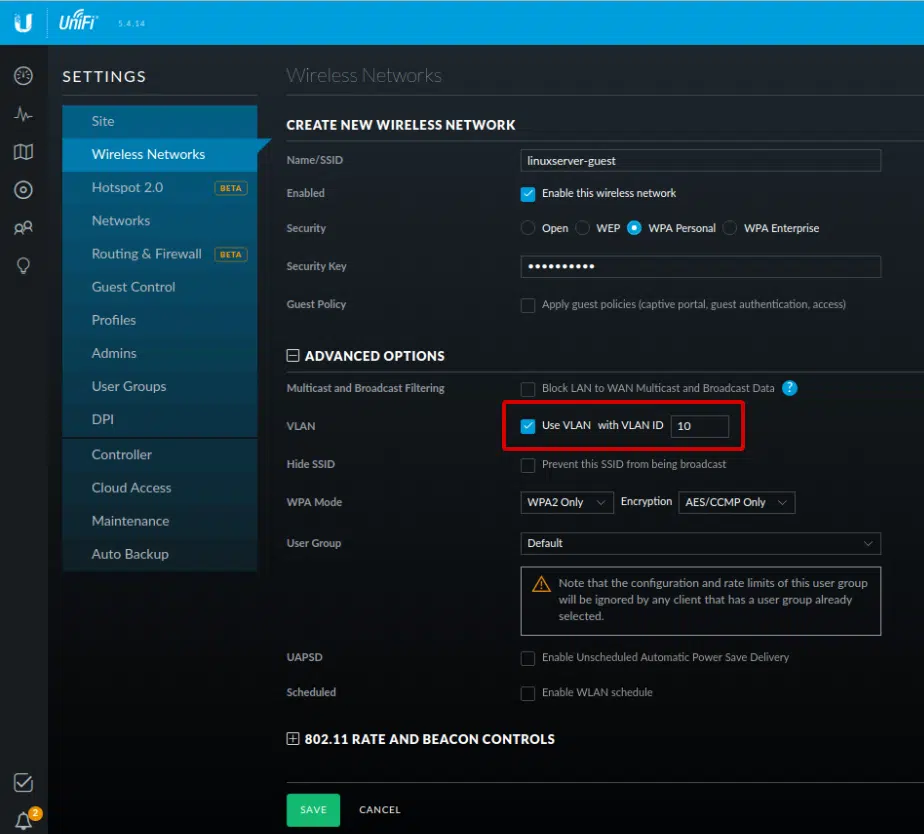 UniFi 5.4.14
SETTINGS
Site
Wireless Networks
Hotspot 2.0 BETA
Networks
Routing & Firewall BETA
Guest Control
Profiles
Admins
User Groups
DPI
Controller
Cloud Access
Maintenance
Auto Backup
2
Wireless Networks
CREATE NEW WIRELESS NETWORK
Name/SSID linuxserver-guest
Enabled Enable this wireless network
Security Open WEP WPA Personal WPA Enterprise
Security Key ••••••••••
Guest Policy Apply guest policies (captive portal, guest authentication, access)
ADVANCED OPTIONS
Multicast and Broadcast Filtering Block LAN to WAN Multicast and Broadcast Data ?
VLAN Use VLAN with VLAN ID 10
Hide SSID Prevent this SSID from being broadcast
WPA Mode WPA2 Only Encryption AES/CCMP Only
User Group Default
Note that the configuration and rate limits of this user group
will be ignored by any client that has a user group already
selected.
UAPSD Enable Unscheduled Automatic Power Save Delivery
Scheduled Enable WLAN schedule
802.11 RATE AND BEACON CONTROLS
SAVE CANCEL